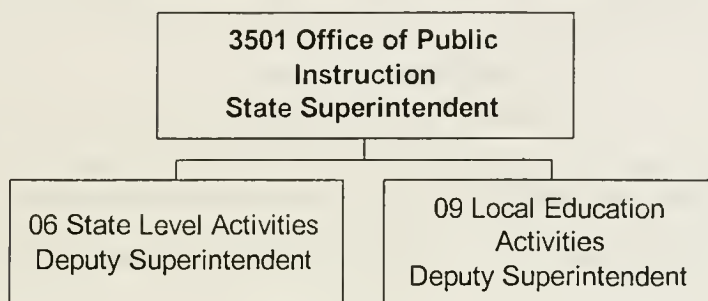 3501 Office of Public
Instruction
State Superintendent
06 State Level Activities
Deputy Superintendent
09 Local Education
Activities
Deputy Superintendent